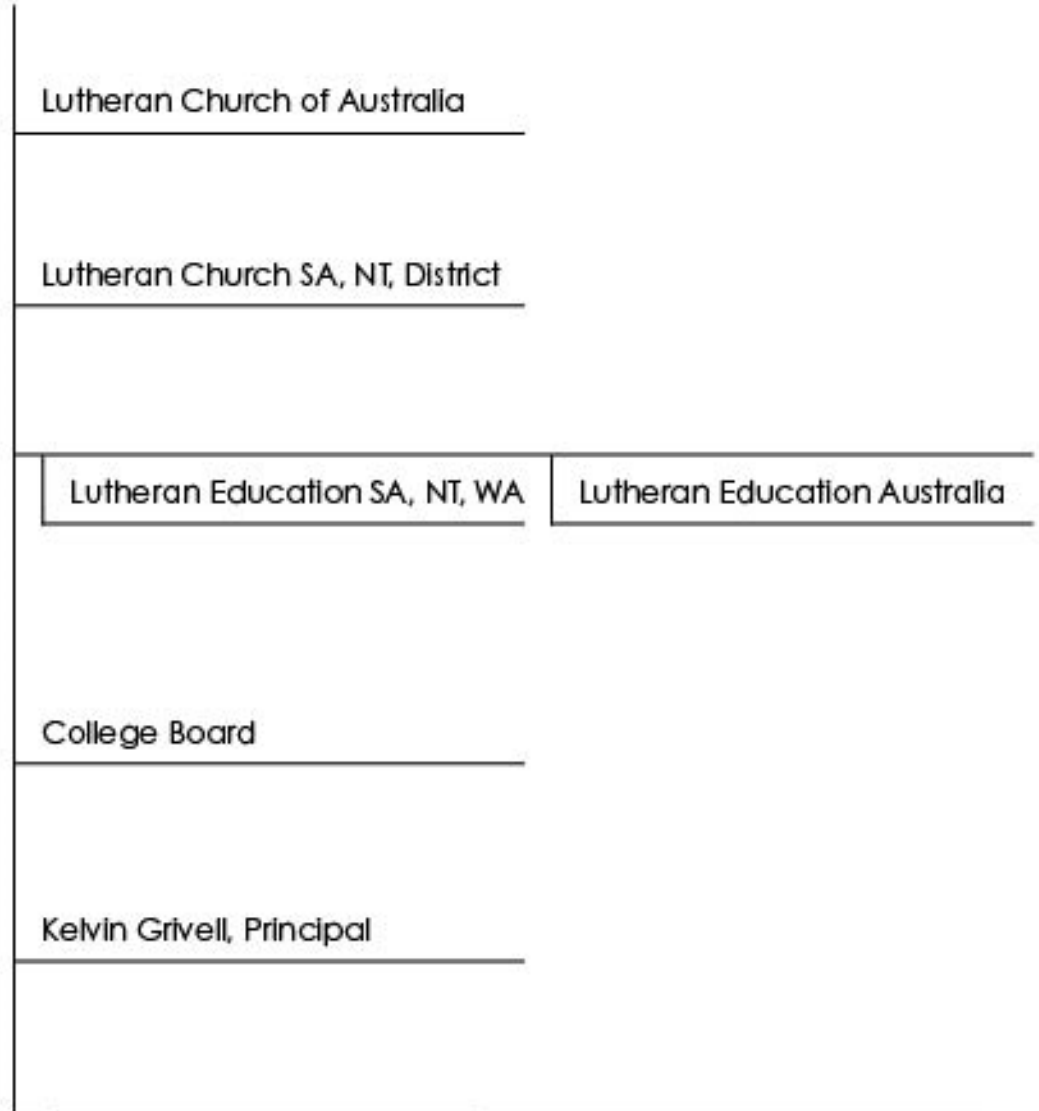 Lutheran Church of Australia
Lutheran Church SA, NT, District
Lutheran Education SA, NT, WA
Lutheran Education Australia
College Board
Kelvin Grivell, Principal